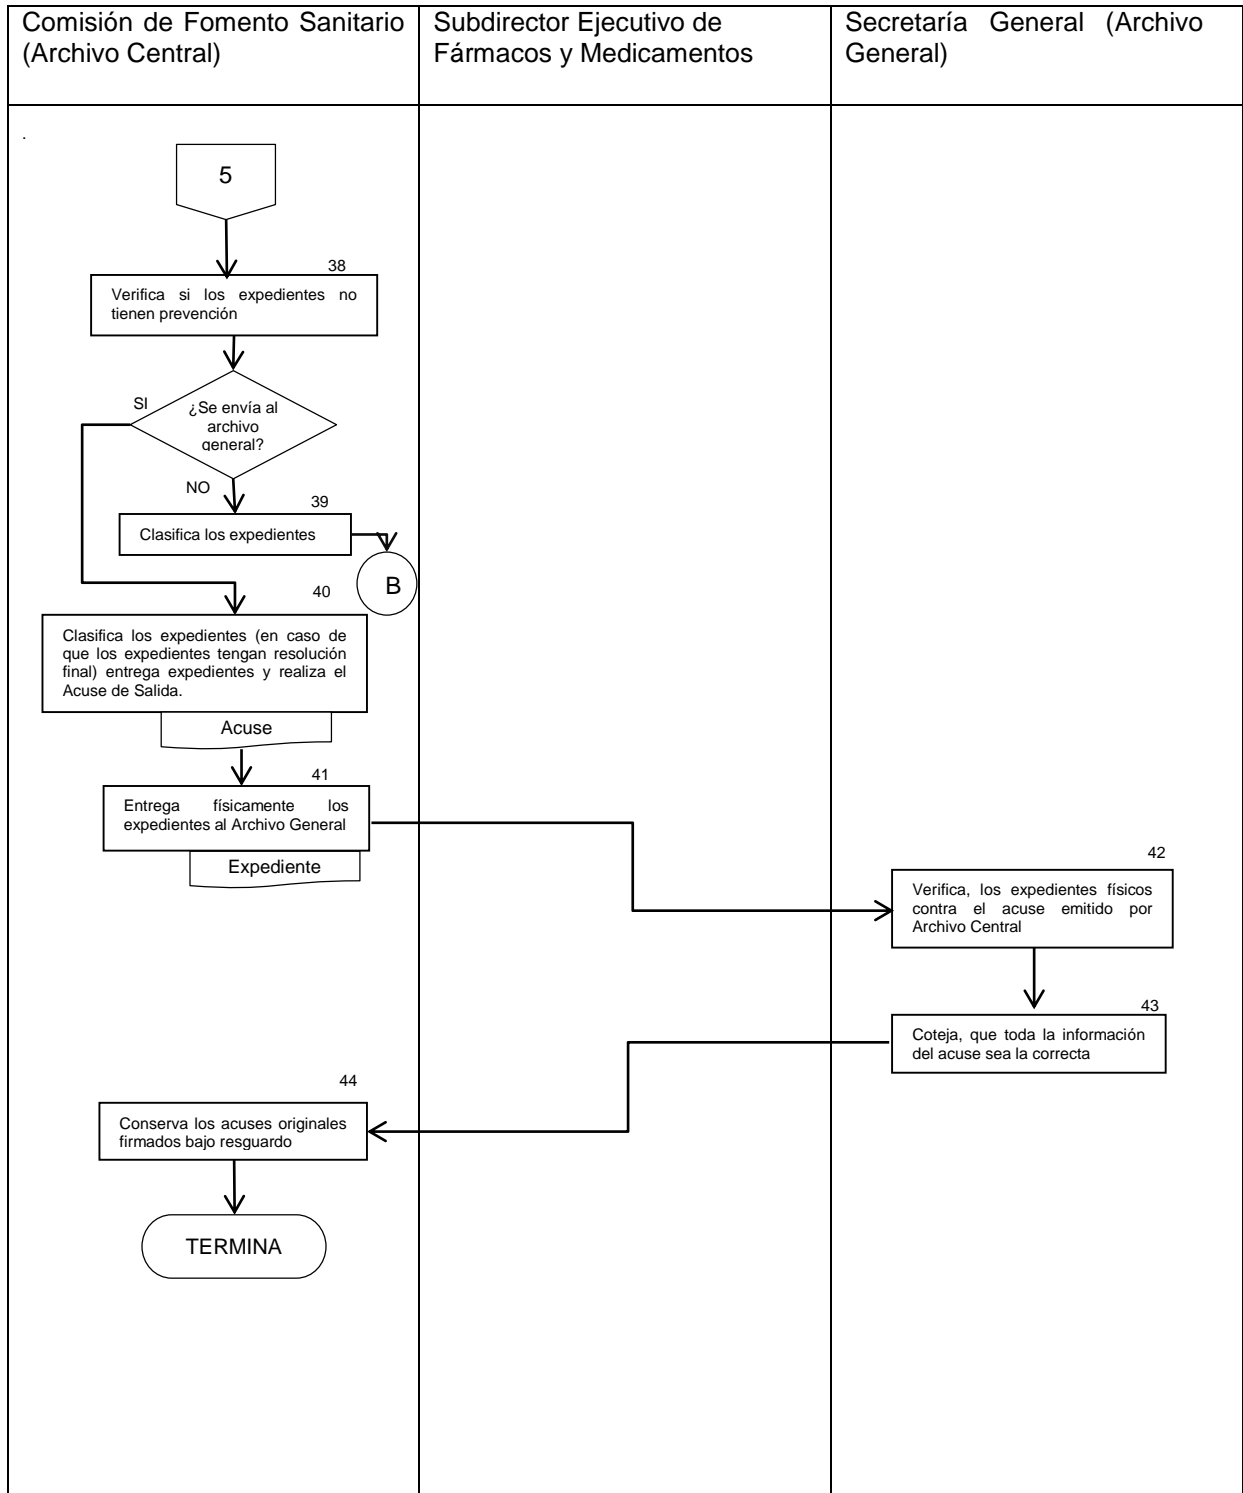 Comisión de Fomento Sanitario
(Archivo Central)
Subdirector Ejecutivo de
Fármacos y Medicamentos
Secretaría General (Archivo
General)
.
5
38
Verifica si los expedientes no
tienen prevención
SI
¿Se envía al
archivo
general?
NO
39
Clasifica los expedientes
B
40
Clasifica los expedientes (en caso de
que los expedientes tengan resolución
final) entrega expedientes y realiza el
Acuse de Salida.
Acuse
41
Entrega físicamente los
expedientes al Archivo General
Expediente
42
Verifica, los expedientes físicos
contra el acuse emitido por
Archivo Central
43
Coteja, que toda la información
del acuse sea la correcta
44
Conserva los acuses originales
firmados bajo resguardo
TERMINA